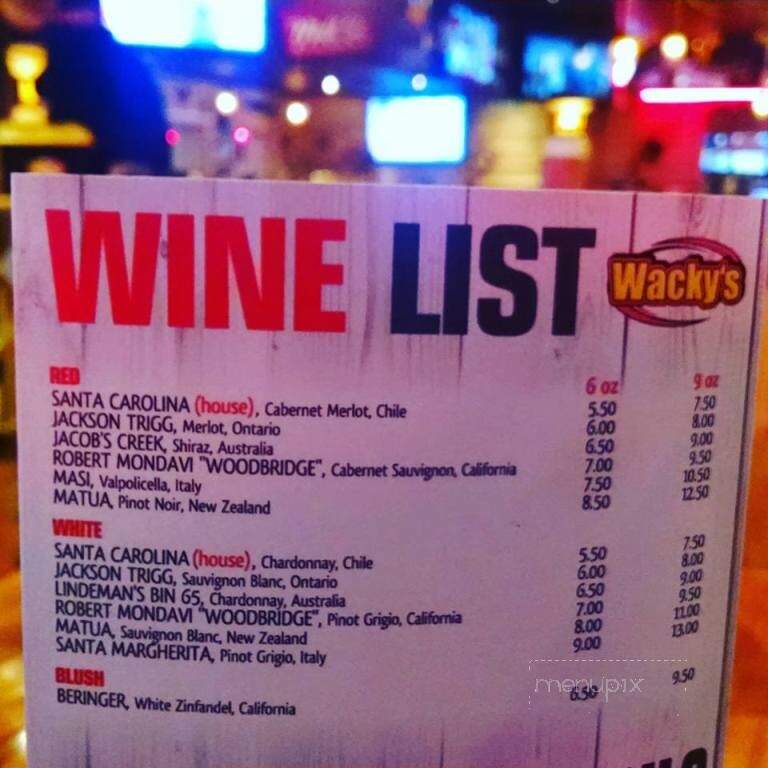 WINE LIST Wacky's
RED 6 oz 9 oz
SANTA CAROLINA (house), Cabernet Merlot, Chile 5.50 7.50
JACKSON TRIGG, Merlot, Ontario 6.00 8.00
JACOB'S CREEK, Shiraz, Australia 6.50 9.00
ROBERT MONDAVI "WOODBRIDGE", Cabernet Sauvignon, California 7.00 9.50
MASI, Valpolicella, Italy 7.50 10.50
MATUA, Pinot Noir, New Zealand 8.50 12.50
WHITE
SANTA CAROLINA (house), Chardonnay, Chile 5.50 7.50
JACKSON TRIGG, Sauvignon Blanc, Ontario 6.00 8.00
LINDEMAN'S BIN 65, Chardonnay, Australia 6.50 9.00
ROBERT MONDAVI "WOODBRIDGE", Pinot Grigio, California 7.00 9.50
MATUA, Sauvignon Blanc, New Zealand 8.00 11.00
SANTA MARGHERITA, Pinot Grigio, Italy 9.00 13.00
BLUSH
BERINGER, White Zinfandel, California 6.50 9.50
menupix